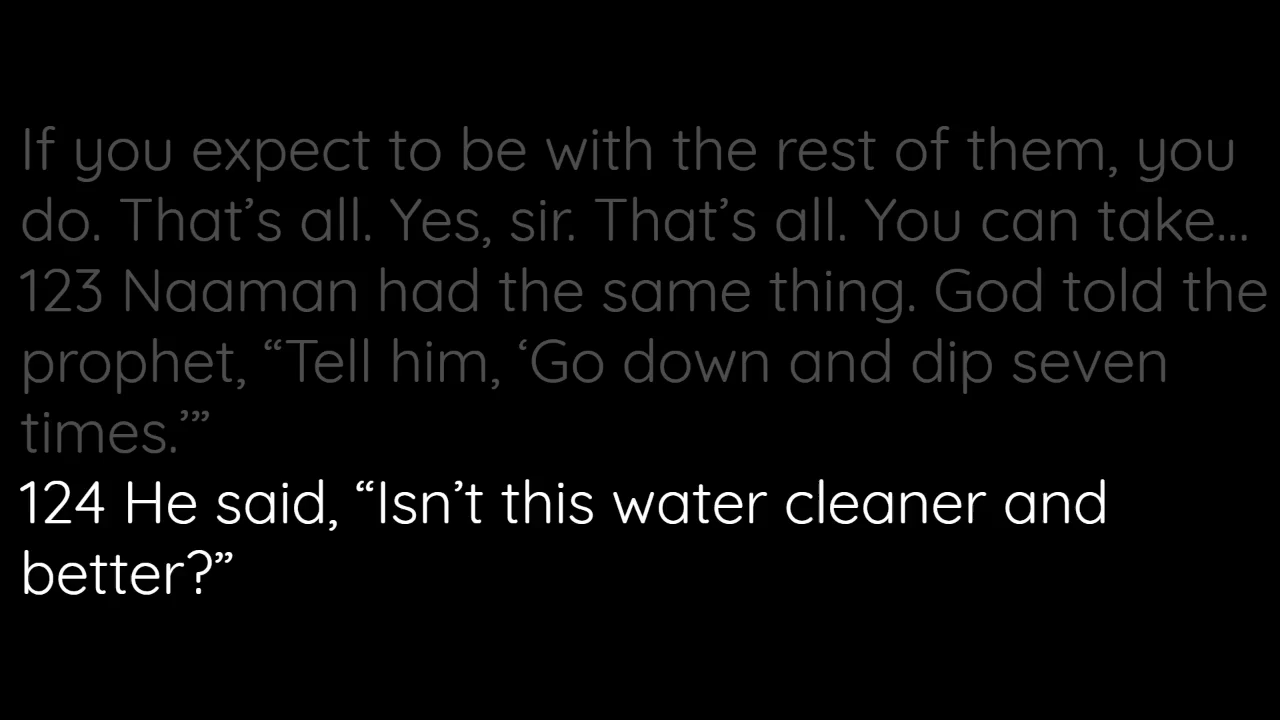 If you expect to be with the rest of them, you
do. That’s all. Yes, sir. That’s all. You can take…
123 Naaman had the same thing. God told the
prophet, “Tell him, ‘Go down and dip seven
times.’”
124 He said, “Isn’t this water cleaner and
better?”